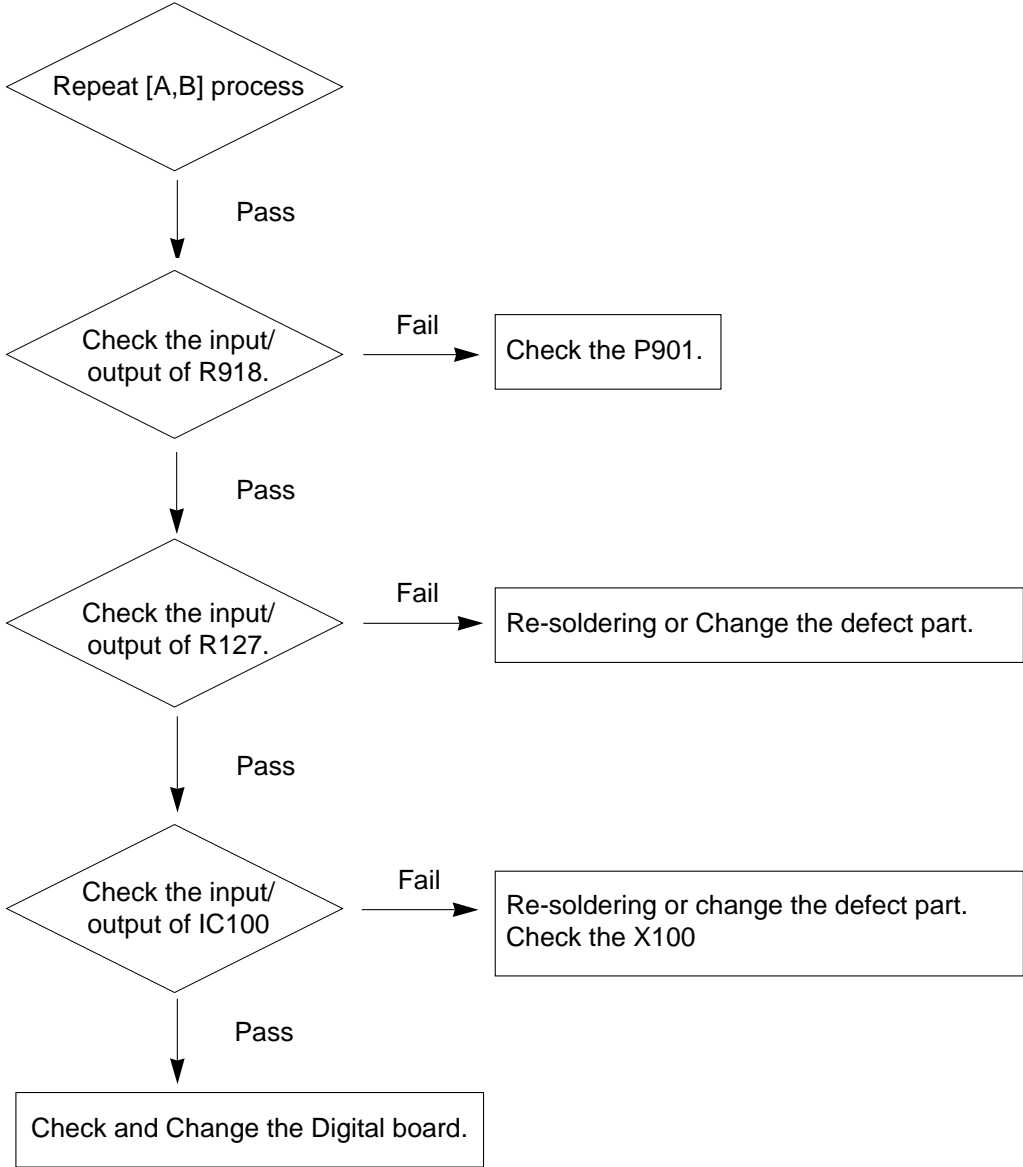 Repeat [A,B] process
Pass
Check the input/
output of R918.
Fail
Check the P901.
Pass
Check the input/
output of R127.
Fail
Re-soldering or Change the defect part.
Pass
Check the input/
output of IC100
Fail
Re-soldering or change the defect part.
Check the X100
Pass
Check and Change the Digital board.